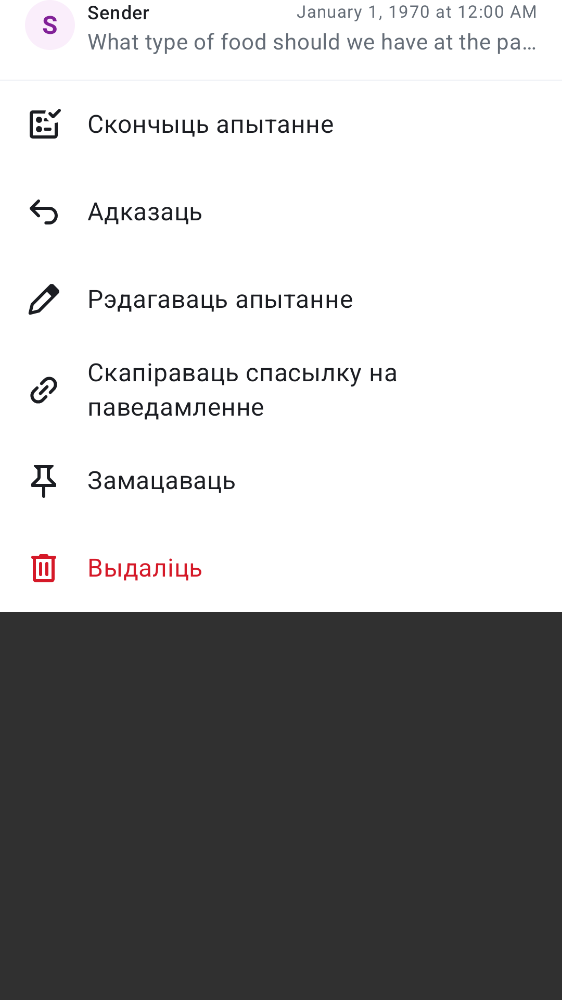 S
Sender
January 1, 1970 at 12:00 AM
What type of food should we have at the pa…
Скончыць апытанне
Адказаць
Рэдагаваць апытанне
Скапіраваць спасылку на
паведамленне
Замацаваць
Выдаліць